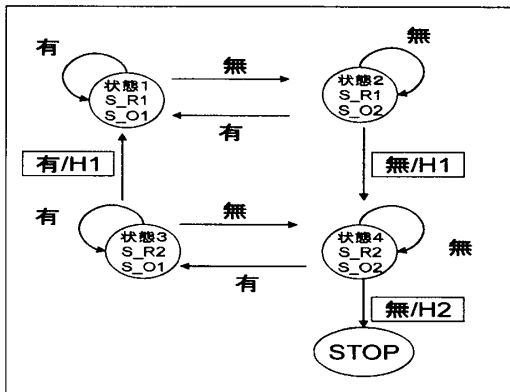 有
無
状態1
S_R1
S_O1
無
有
状態2
S_R1
S_O2
有/H1
無/H1
有
状態3
S_R2
S_O1
無
有
状態4
S_R2
S_O2
無
無/H2
STOP